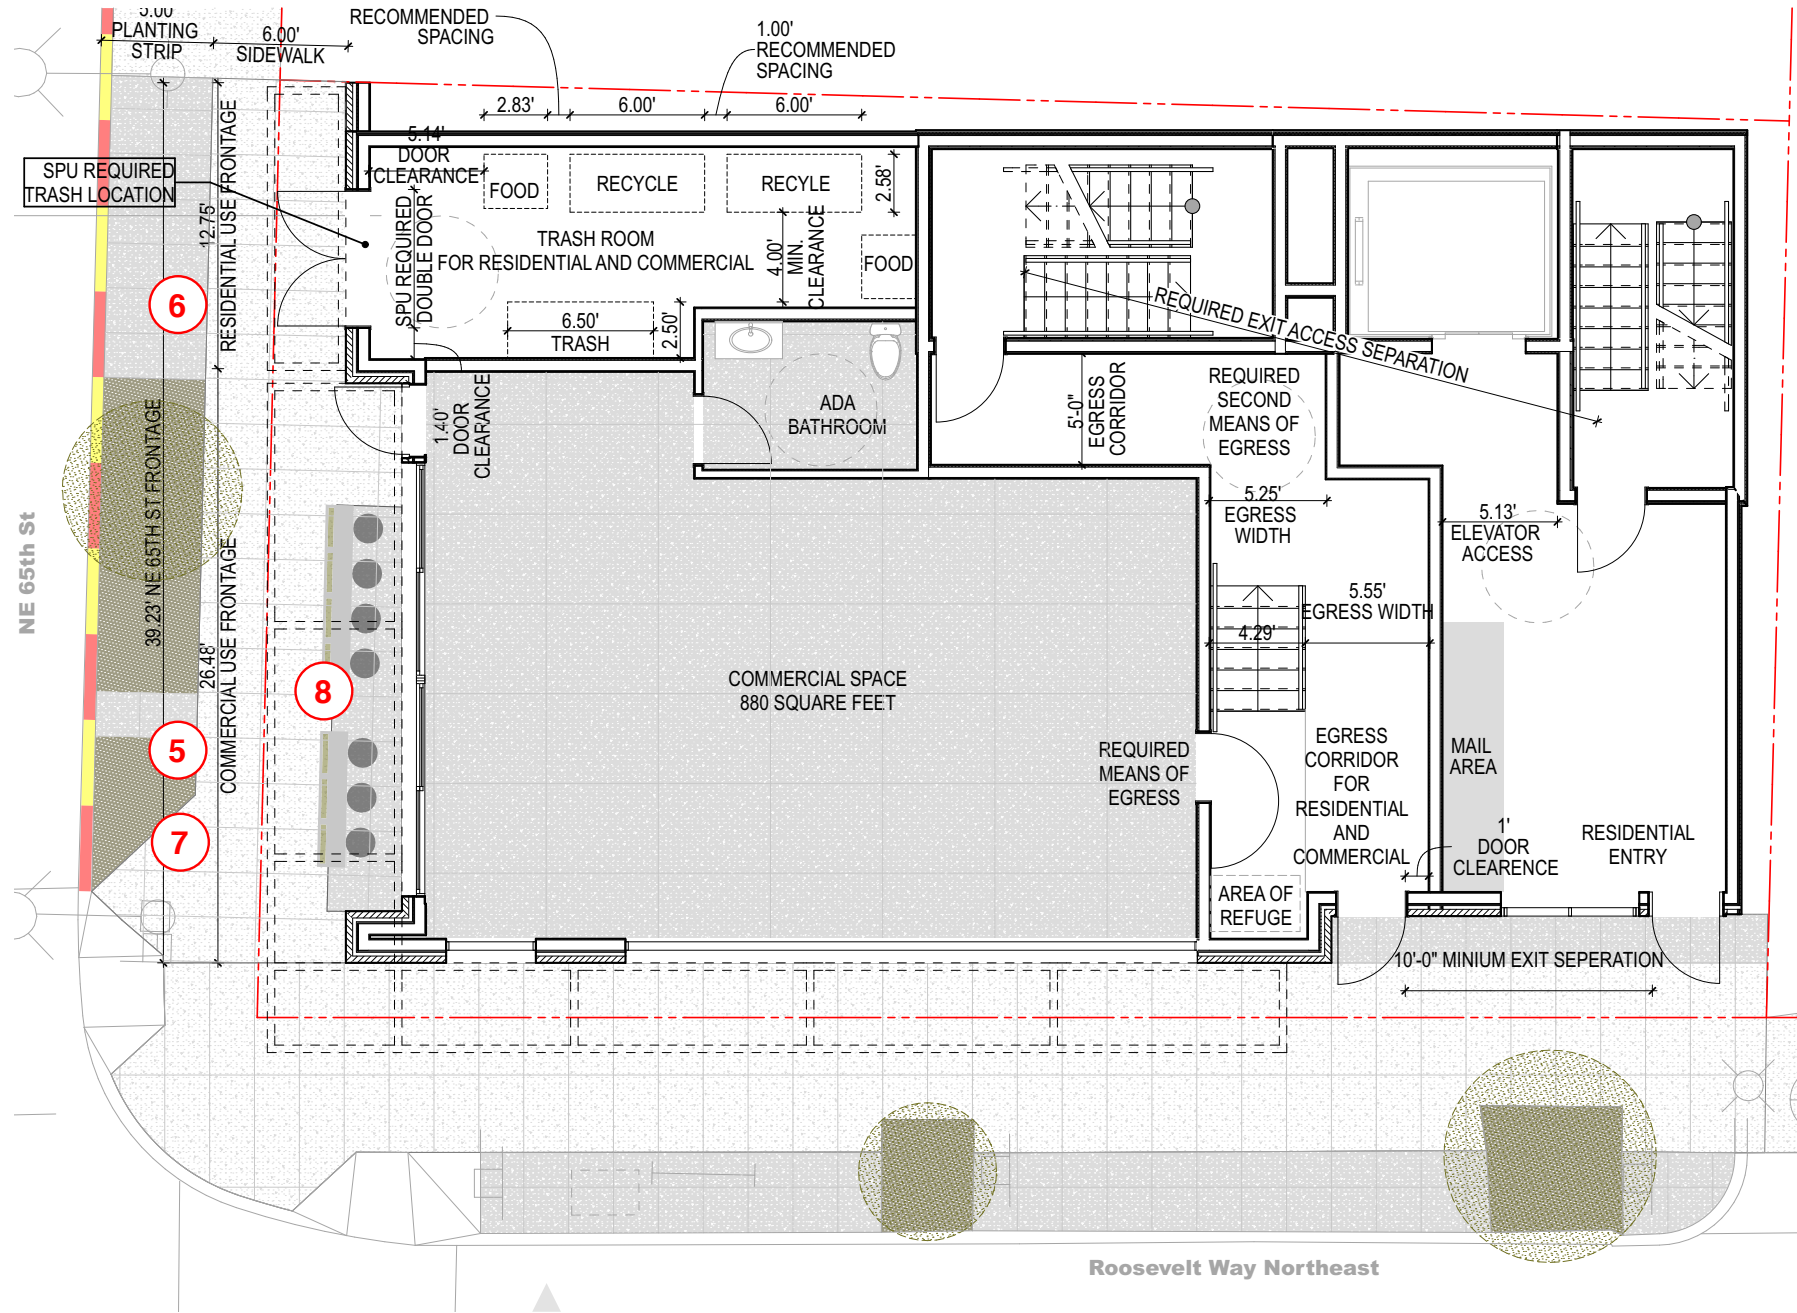 5.00'
PLANTING
STRIP
6.00'
SIDEWALK
RECOMMENDED
SPACING
1.00'
RECOMMENDED
SPACING
2.83'
6.00'
6.00'
5.14'
DOOR
CLEARANCE
SPU REQUIRED
TRASH LOCATION
FOOD
RECYCLE
RECYLE
2.58'
12.75'
RESIDENTIAL USE FRONTAGE
SPU REQUIRED
DOUBLE DOOR
TRASH ROOM
FOR RESIDENTIAL AND COMMERCIAL
4.00'
MIN.
CLEARANCE
FOOD
6.50'
TRASH
2.50'
6
REQUIRED EXIT ACCESS SEPARATION
1.40'
DOOR
CLEARANCE
ADA
BATHROOM
5'-0"
EGRESS
CORRIDOR
REQUIRED
SECOND
MEANS OF
EGRESS
5.25'
EGRESS
WIDTH
5.13'
ELEVATOR
ACCESS
NE 65th St
39.23' NE 65TH ST FRONTAGE
26.48'
COMMERCIAL USE FRONTAGE
5.55'
EGRESS WIDTH
4.29'
8
COMMERCIAL SPACE
880 SQUARE FEET
5
7
REQUIRED
MEANS OF
EGRESS
EGRESS
CORRIDOR
FOR
RESIDENTIAL
AND
COMMERCIAL
MAIL
AREA
1'
DOOR
CLEARENCE
RESIDENTIAL
ENTRY
AREA OF
REFUGE
10'-0" MINIUM EXIT SEPERATION
Roosevelt Way Northeast